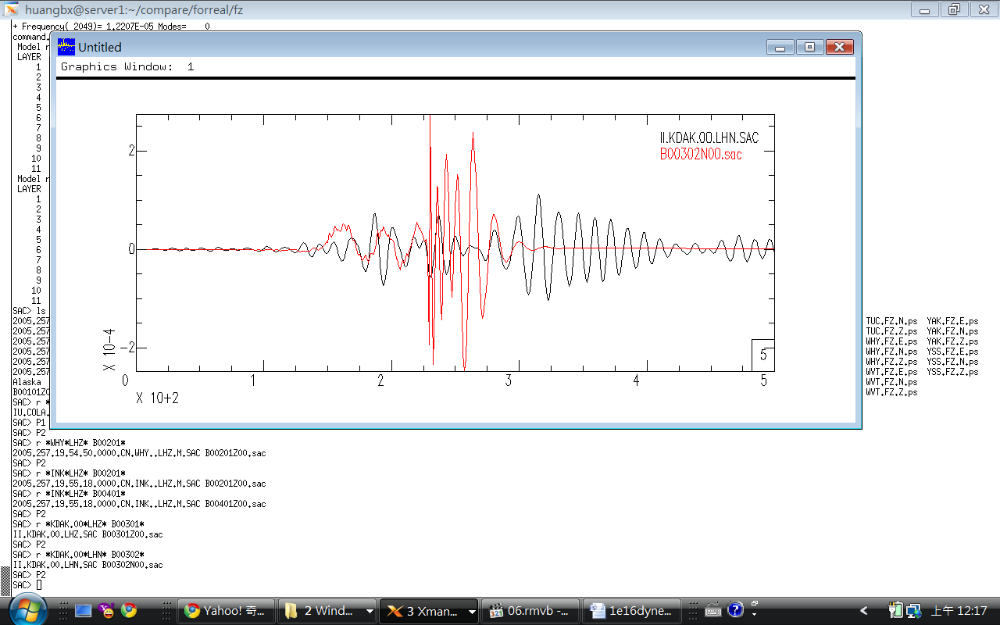 huangbx@server1:~/compare/forreal/fz
+ Frequency( 2049)= 1.2207E-05 Modes=    0
command.
Model r
LAYER
1
2
3
4
5
6
7
8
9
10
11
Model r
LAYER
1
2
3
4
5
6
7
8
9
10
11
Untitled
Graphics Window:  1
II.KDAK.00.LHN.SAC
B00302N00.sac
2
0
-2
X 10-4
0
1
2
3
4
5
X 10+2
5
SAC> ls
2005.257 TUC.FZ.N.ps  YAK.FZ.E.ps
2005.257 TUC.FZ.Z.ps  YAK.FZ.N.ps
2005.257 WHY.FZ.E.ps  YAK.FZ.Z.ps
2005.257 WHY.FZ.N.ps  YSS.FZ.E.ps
2005.257 WHY.FZ.Z.ps  YSS.FZ.N.ps
2005.257 WVT.FZ.E.ps  YSS.FZ.Z.ps
Alaska WVT.FZ.N.ps
B00101Z0 WVT.FZ.Z.ps
SAC> r *
IU.COLA.
SAC> P1
SAC> P2
SAC> r *WHY*LHZ* B00201*
2005.257.19.54.50.0000.CN.WHY..LHZ.M.SAC B00201Z00.sac
SAC> P2
SAC> r *INK*LHZ* B00201*
2005.257.19.55.18.0000.CN.INK..LHZ.M.SAC B00201Z00.sac
SAC> r *INK*LHZ* B00401*
2005.257.19.55.18.0000.CN.INK..LHZ.M.SAC B00401Z00.sac
SAC> P2
SAC> r *KDAK.00*LHZ* B00301*
II.KDAK.00.LHZ.SAC B00301Z00.sac
SAC> P2
SAC> r *KDAK.00*LHN* B00302*
II.KDAK.00.LHN.SAC B00302N00.sac
SAC> P2
SAC>
Yahoo! 奇...
2 Wind...
3 Xman...
06.rmvb -...
1e16dyne...
上午 12:17